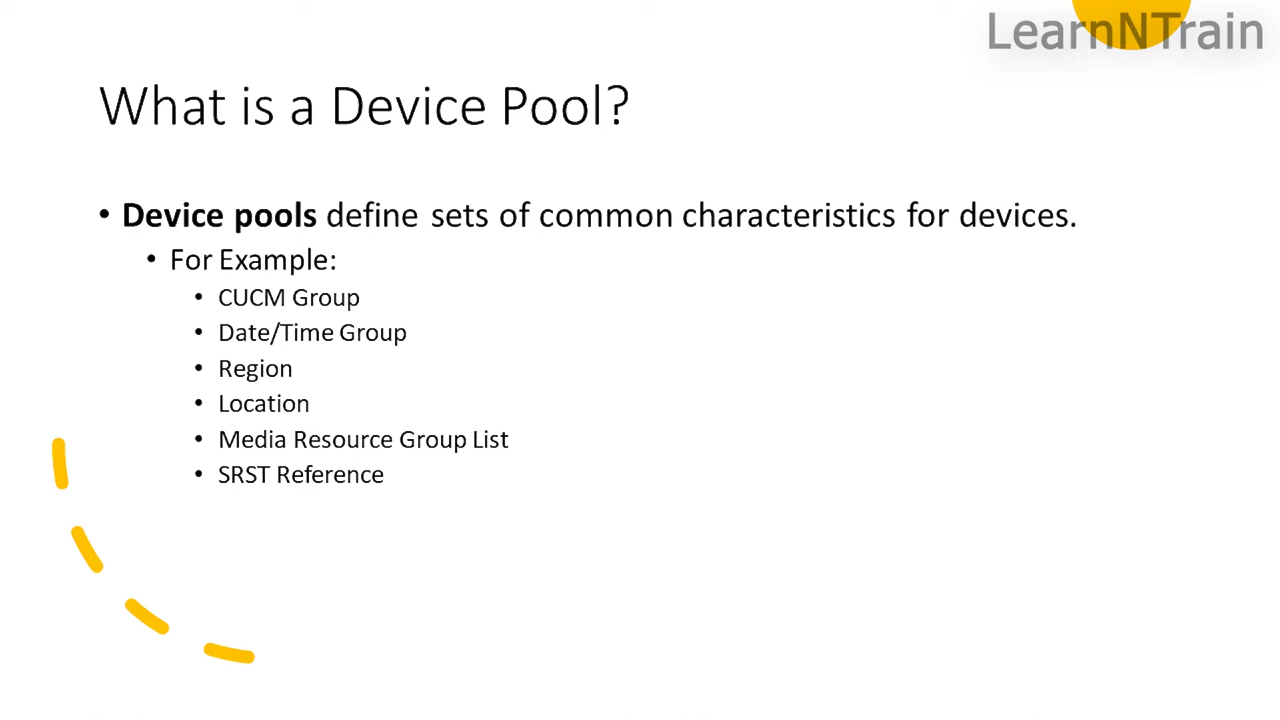 LearnNTrain
What is a Device Pool?
• Device pools define sets of common characteristics for devices.
• For Example:
• CUCM Group
• Date/Time Group
• Region
• Location
• Media Resource Group List
• SRST Reference